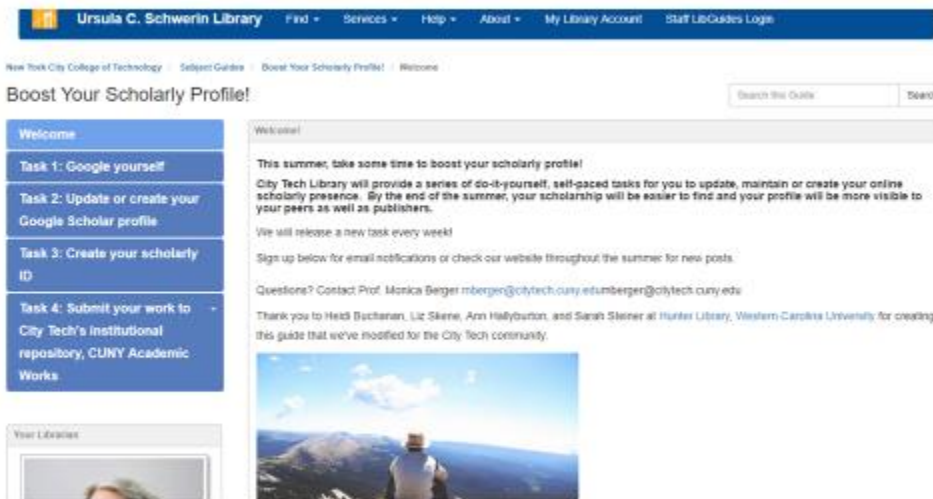 Ursula C. Schwerin Library Find Services Help About My Library Account Staff LibGuides Login
New York City College of Technology / Subject Guides / Boost Your Scholarly Profile! / Welcome
Boost Your Scholarly Profile!
Search this Guide Search
Welcome
Task 1: Google yourself
Task 2: Update or create your
Google Scholar profile
Task 3: Create your scholarly
ID
Task 4: Submit your work to
City Tech's institutional
repository, CUNY Academic
Works
Your Librarian
Welcome!
This summer, take some time to boost your scholarly profile!
City Tech Library will provide a series of do-it-yourself, self-paced tasks for you to update, maintain or create your online
scholarly presence. By the end of the summer, your scholarship will be easier to find and your profile will be more visible to
your peers as well as publishers.
We will release a new task every week!
Sign up below for email notifications or check our website throughout the summer for new posts.
Questions? Contact Prof. Monica Berger mberger@citytech.cuny.edumberger@citytech.cuny.edu
Thank you to Heidi Buchanan, Liz Skene, Ann Hallyburton, and Sarah Steiner at Hunter Library, Western Carolina University for creating
this guide that we've modified for the City Tech community.